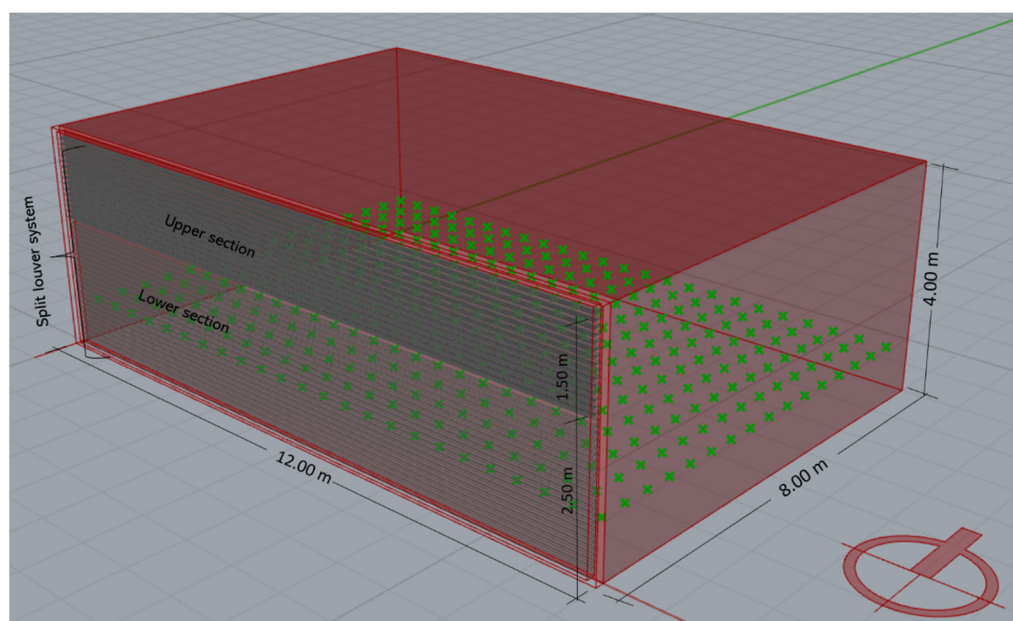 Split louver system
Upper section
Lower section
1.50 m
2.50 m
12.00 m
8.00 m
4.00 m